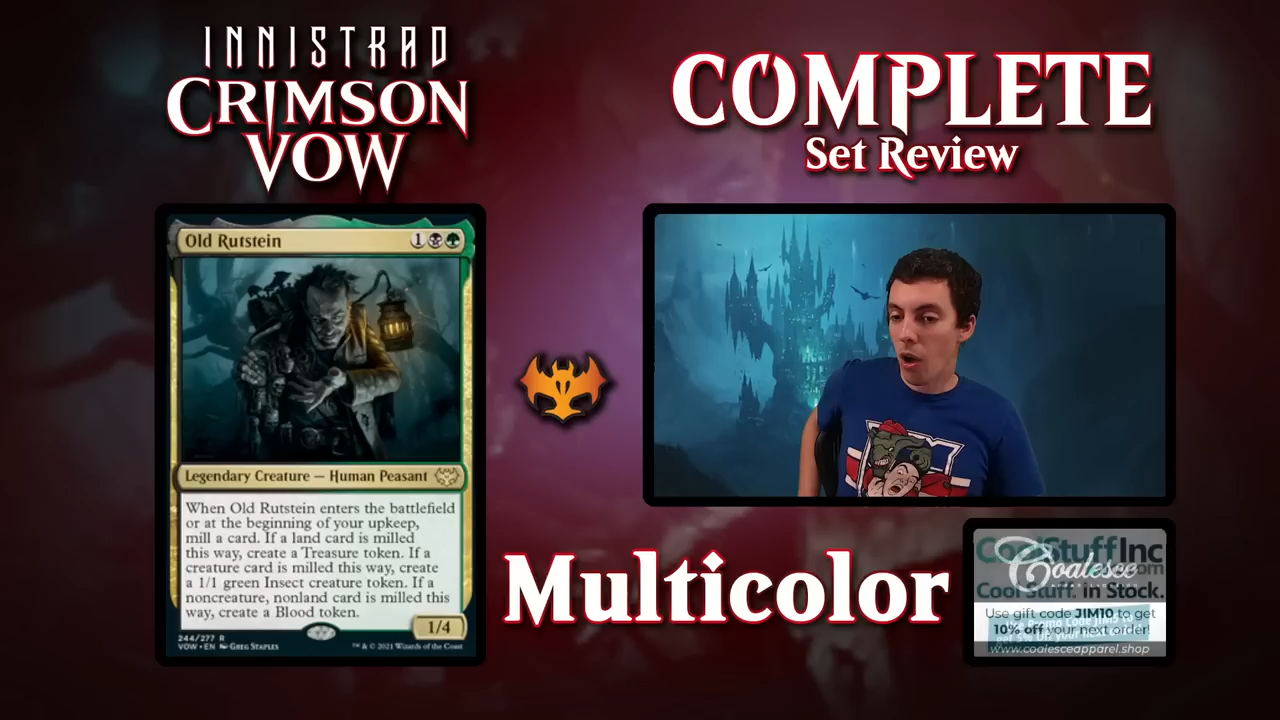 INNISTRAD
CRIMSON
VOW
COMPLETE
Set Review
Old Rutstein
1
Legendary Creature — Human Peasant
When Old Rutstein enters the battlefield
or at the beginning of your upkeep,
mill a card. If a land card is milled
this way, create a Treasure token. If a
creature card is milled this way, create
a 1/1 green Insect creature token. If a
noncreature, nonland card is milled this
way, create a Blood token.
1/4
244/277 R
VOW • EN GREG STAPLES
™ & © 2021 Wizards of the Coast
Multicolor
CoolStuffInc
.com
Coalesce
Cool Stuff. In Stock.
Use gift code JIM10 to get
10% off your next order!
www.coalesceapparel.shop